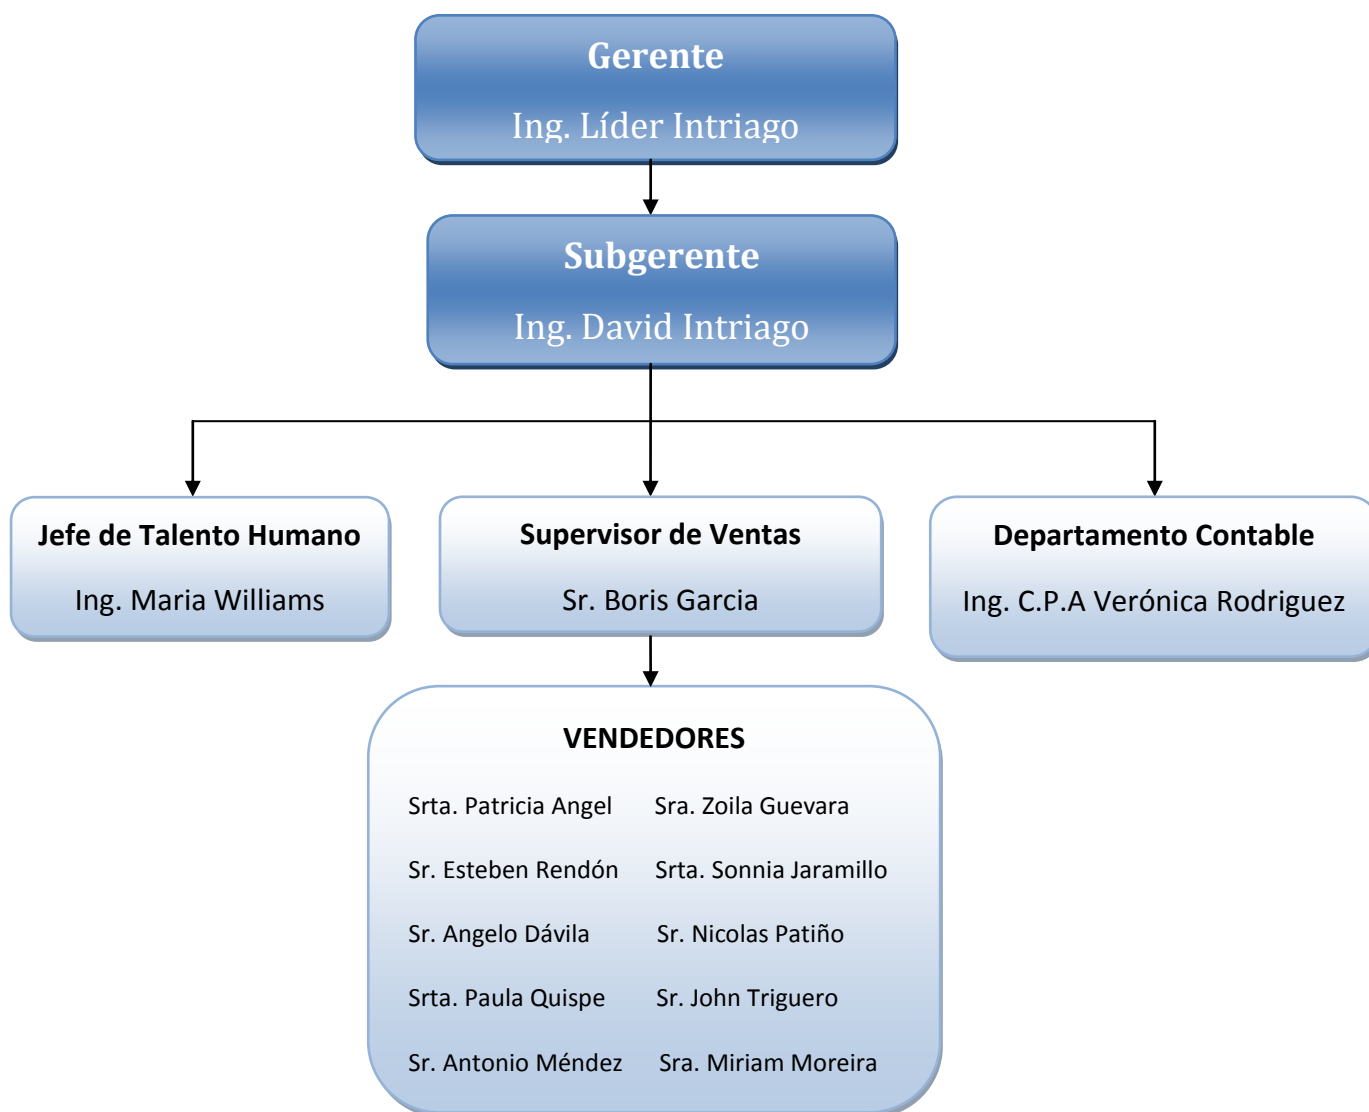 Gerente
Ing. Líder Intriago
Subgerente
Ing. David Intriago
Jefe de Talento Humano
Ing. Maria Williams
Supervisor de Ventas
Sr. Boris Garcia
Departamento Contable
Ing. C.P.A Verónica Rodriguez
VENDEDORES
Srta. Patricia Angel Sra. Zoila Guevara
Sr. Esteben Rendón Srta. Sonnia Jaramillo
Sr. Angelo Dávila Sr. Nicolas Patiño
Srta. Paula Quispe Sr. John Triguero
Sr. Antonio Méndez Sra. Miriam Moreira